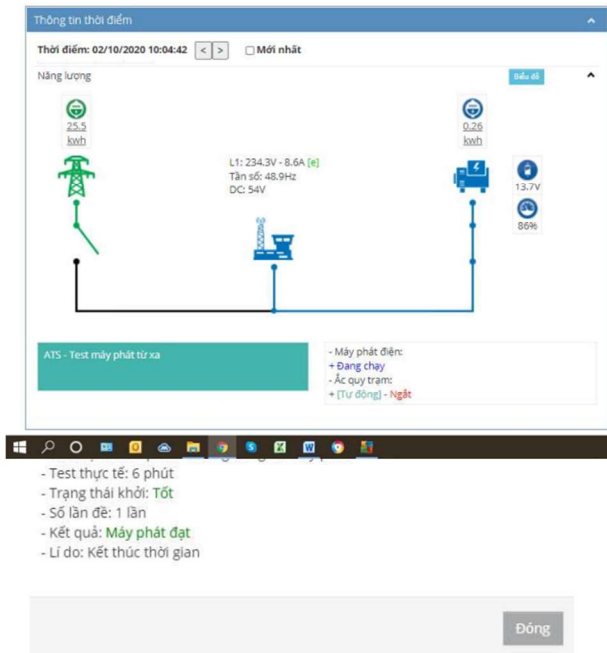 Thông tin thời điểm
Thời điểm: 02/10/2020 10:04:42 < > Mới nhất
Năng lượng Biểu đồ
25.5
kwh
0.26
kwh
L1: 234.3V - 8.6A [e]
Tần số: 48.9Hz
DC: 54V
13.7V
86%
ATS - Test máy phát từ xa
- Máy phát điện:
+ Đang chạy
- Ắc quy trạm:
+ [Tự động] - Ngắt
- Test thực tế: 6 phút
- Trạng thái khởi: Tốt
- Số lần đề: 1 lần
- Kết quả: Máy phát đạt
- Lí do: Kết thúc thời gian
Đóng